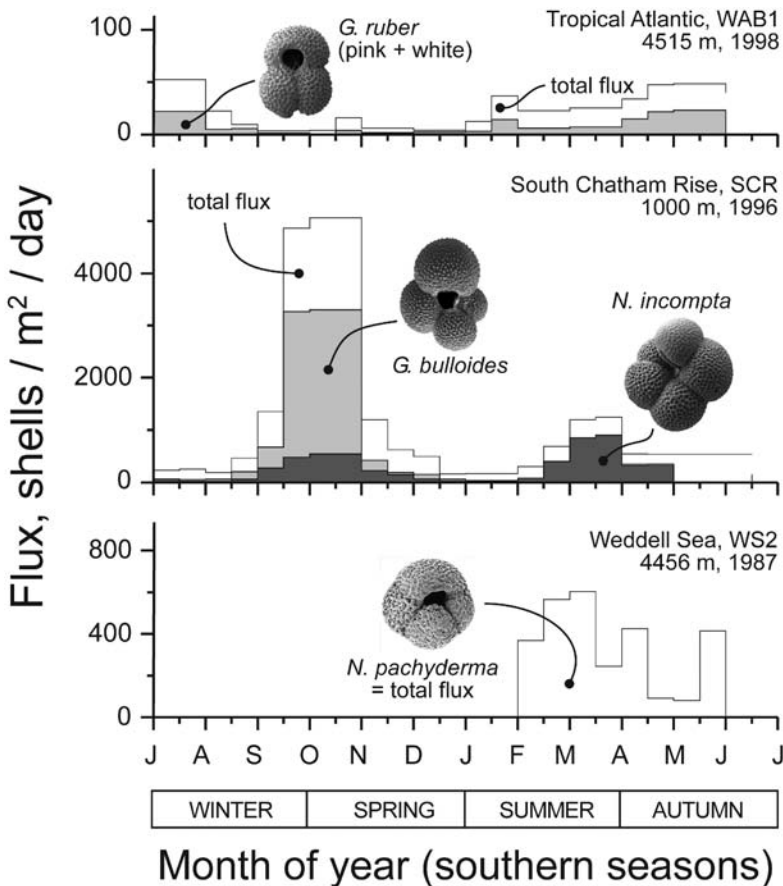 Flux, shells / m² / day
Tropical Atlantic, WAB1
4515 m, 1998
G. ruber
(pink + white)
total flux
100
0
South Chatham Rise, SCR
1000 m, 1996
total flux
G. bulloides
N. incompta
4000
2000
0
Weddell Sea, WS2
4456 m, 1987
N. pachyderma
= total flux
800
400
0
J A S O N D J F M A M J J
WINTER SPRING SUMMER AUTUMN
Month of year (southern seasons)